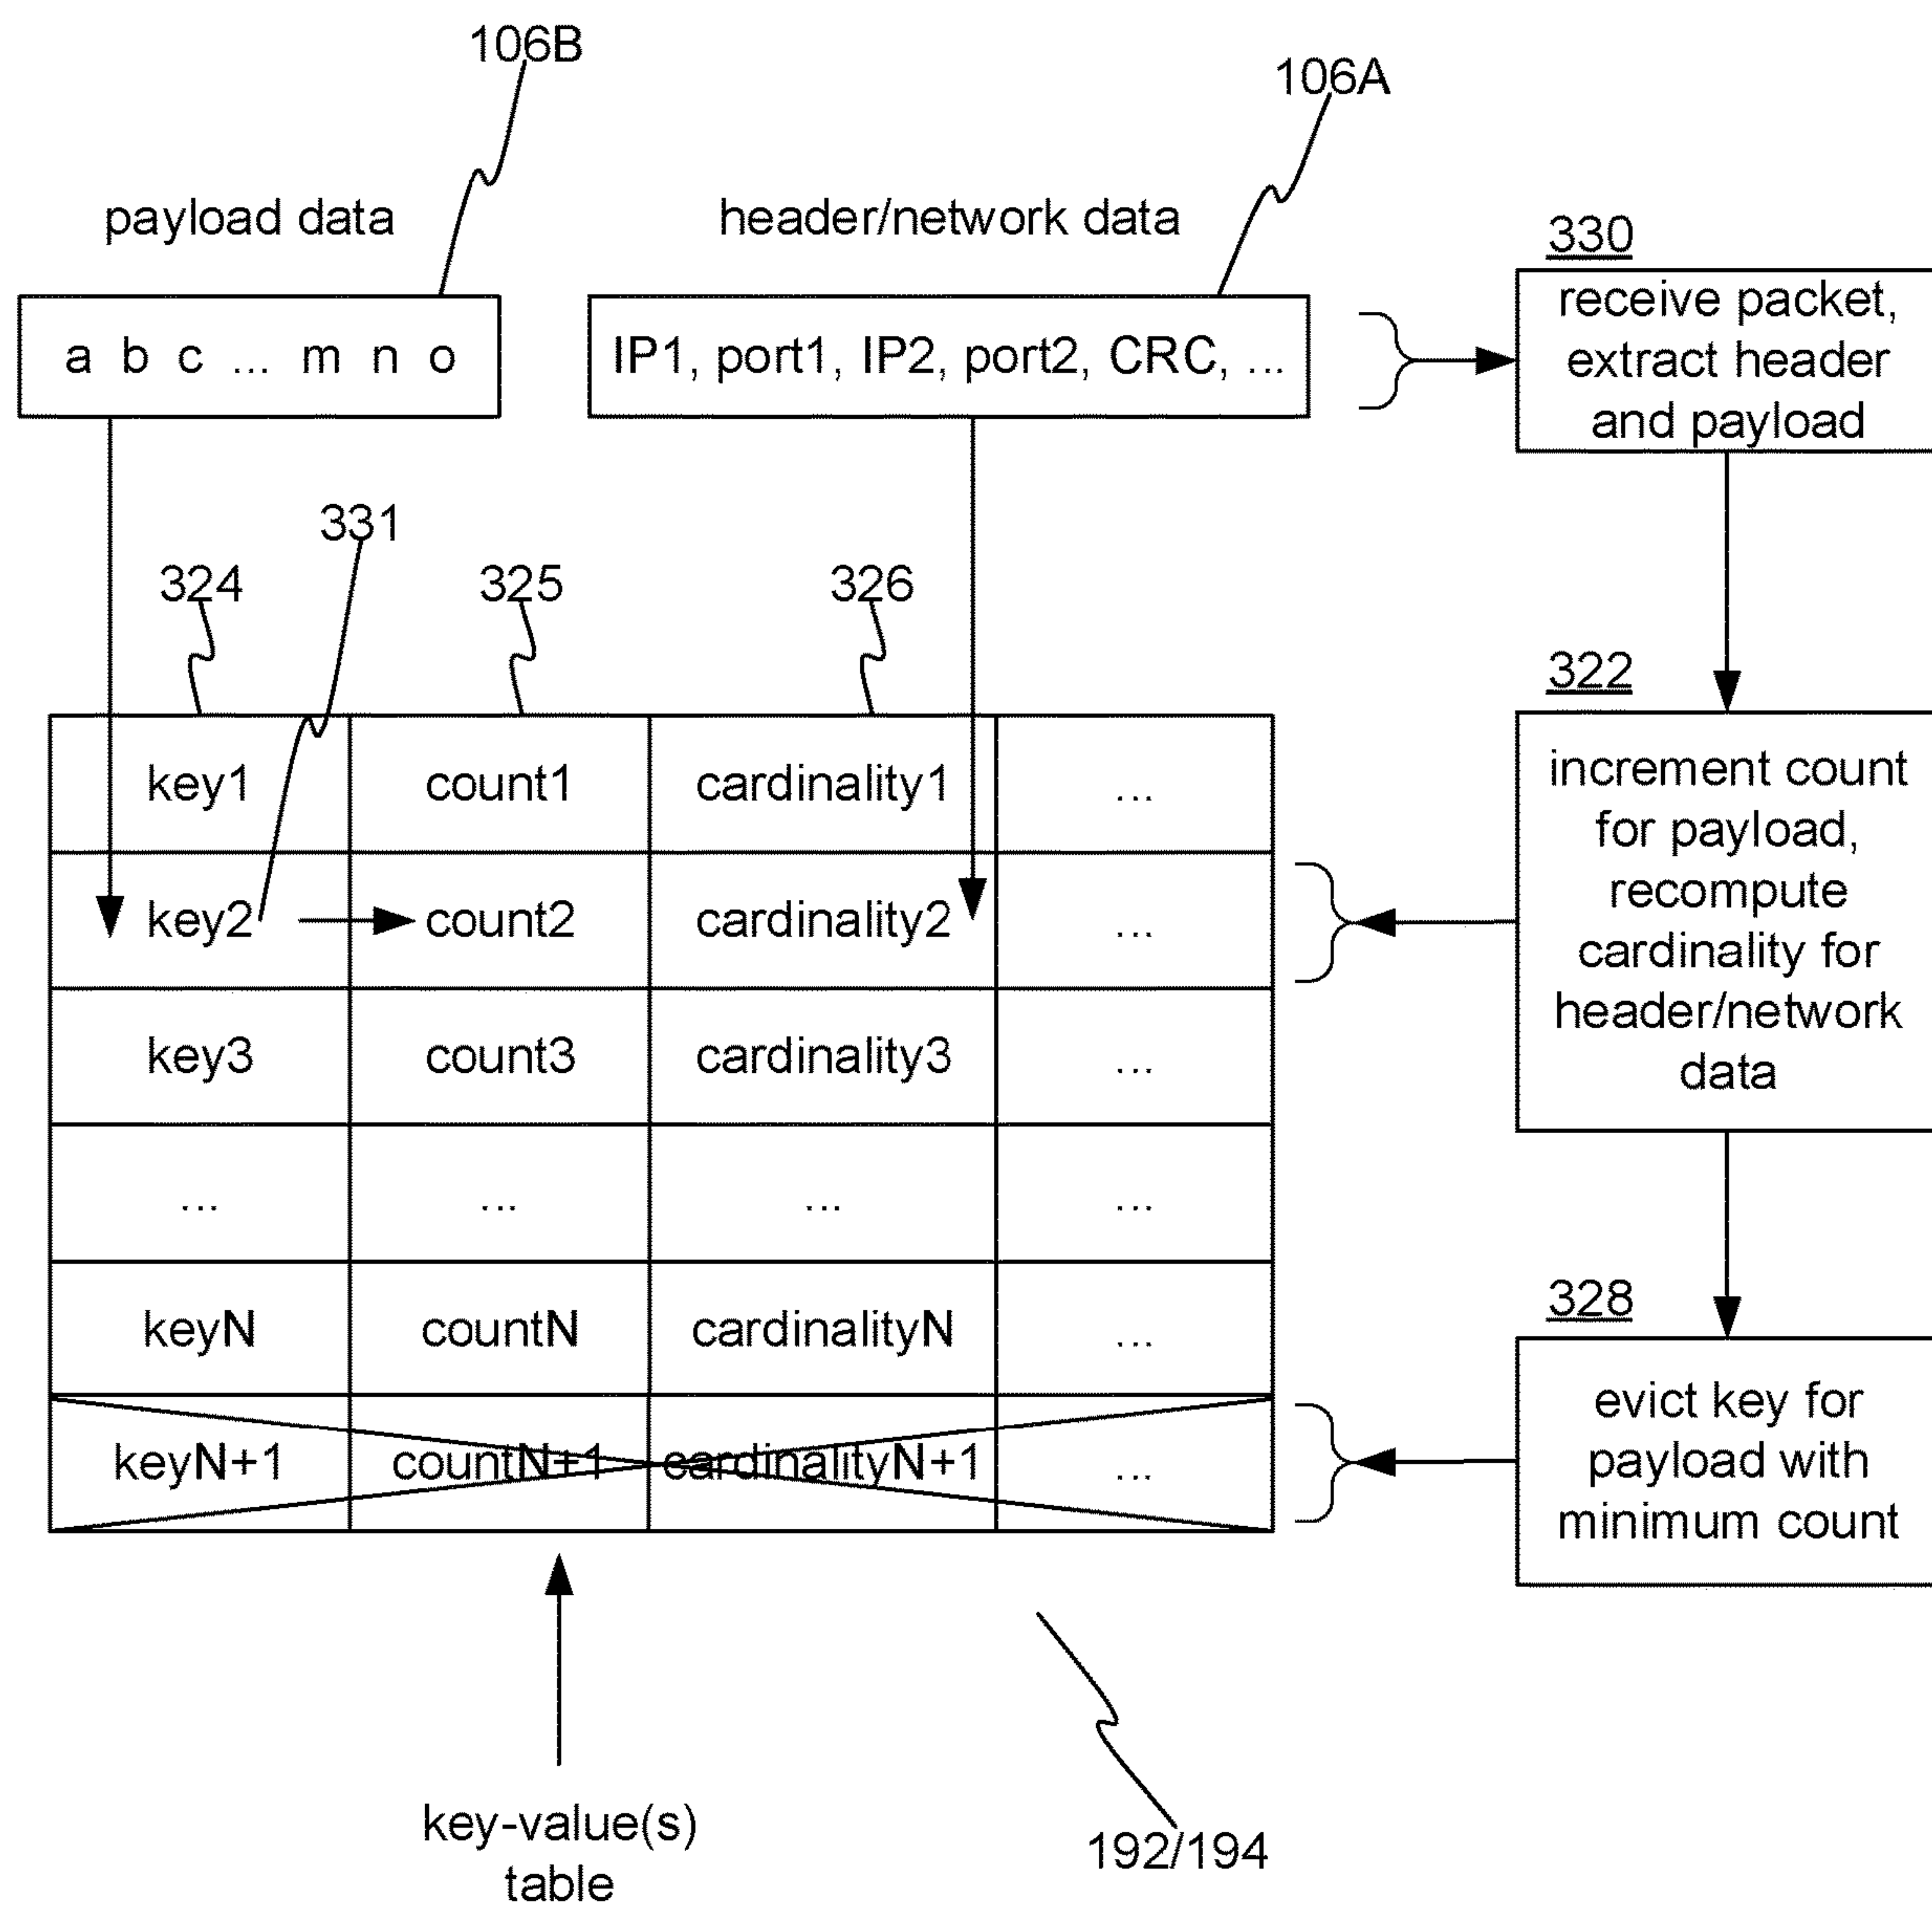 106B
106A
payload data
header/network data
330
a b c ... m n o
IP1, port1, IP2, port2, CRC, ...
receive packet,
extract header
and payload
331
324
325
326
322
key1 count1 cardinality1 ...
key2 count2 cardinality2 ...
key3 count3 cardinality3 ...
... ... ... ...
keyN countN cardinalityN ...
keyN+1 countN+1 cardinalityN+1 ...
increment count
for payload,
recompute
cardinality for
header/network
data
328
evict key for
payload with
minimum count
key-value(s)
table
192/194